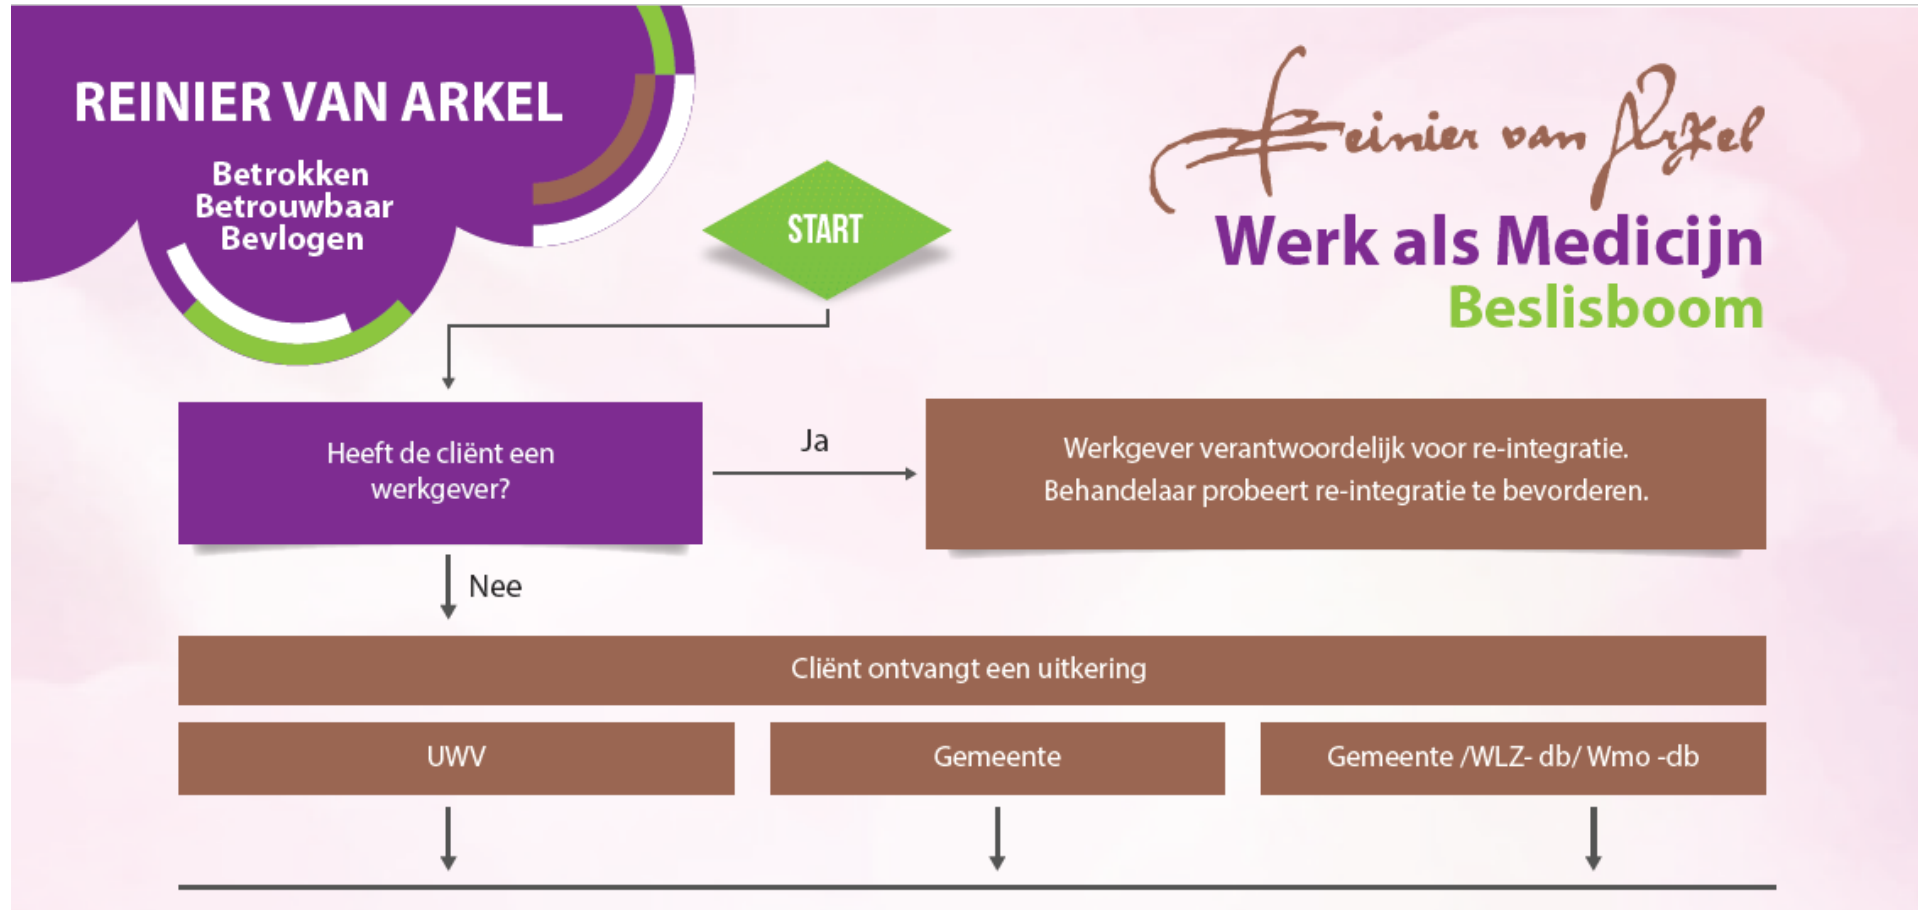 REINIER VAN ARKEL
Betrokken
Betrouwbaar
Bevlogen
Reinier van Arkel
Werk als Medicijn
Beslisboom
START
Heeft de cliënt een
werkgever?
Ja
Werkgever verantwoordelijk voor re-integratie.
Behandelaar probeert re-integratie te bevorderen.
Nee
Cliënt ontvangt een uitkering
UWV
Gemeente
Gemeente /WLZ- db/ Wmo -db